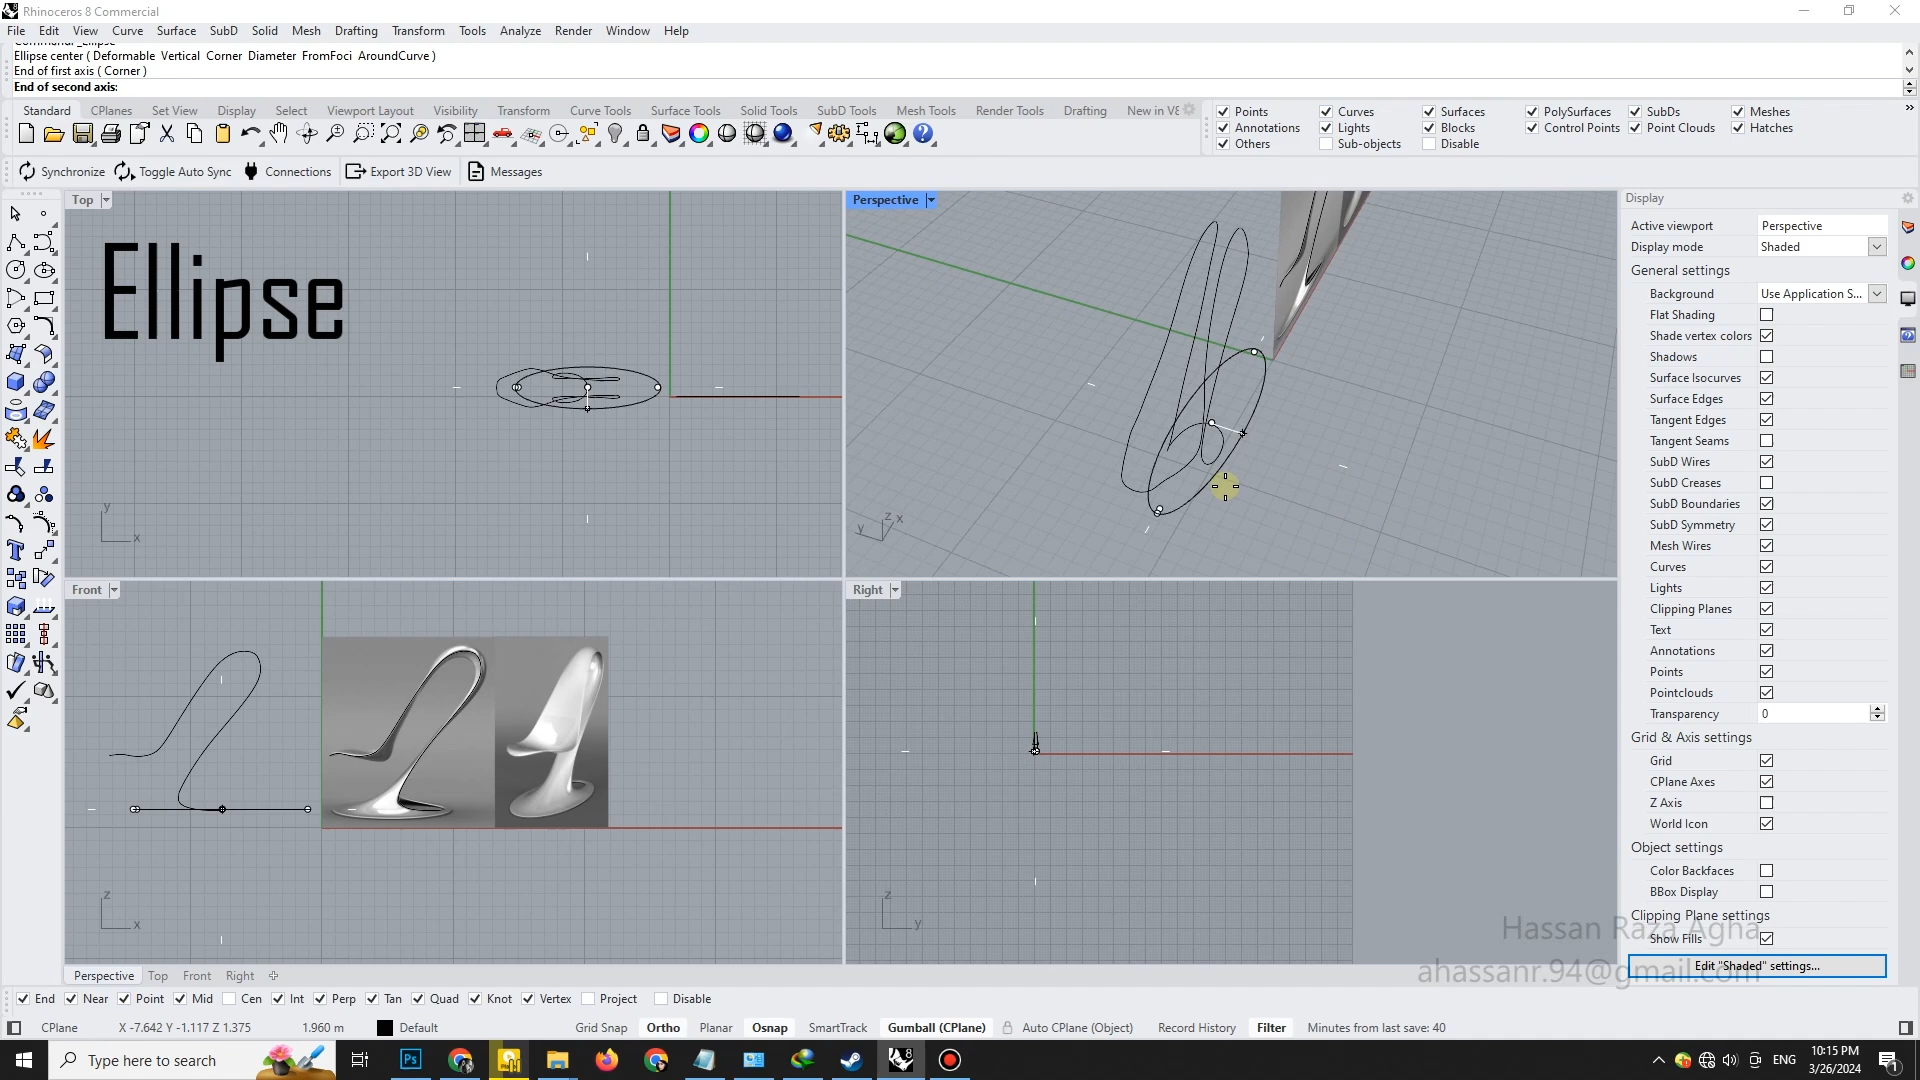 Rhinoceros 8 Commercial
File Edit View Curve Surface SubD Solid Mesh Drafting Transform Tools Analyze Render Window Help
Ellipse center ( Deformable Vertical Corner Diameter FromFoci AroundCurve )
End of first axis ( Corner )
End of second axis:
Standard CPlanes Set View Display Select Viewport Layout Visibility Transform Curve Tools Surface Tools Solid Tools SubD Tools Mesh Tools Render Tools Drafting New in V8
Points Curves Surfaces PolySurfaces SubDs Meshes
Annotations Lights Blocks Control Points Point Clouds Hatches
Others Sub-objects Disable
Synchronize Toggle Auto Sync Connections Export 3D View Messages
Top
Ellipse
y
x
Perspective
z
x
y
Front
z
x
Right
z
y
Display
Active viewport Perspective
Display mode Shaded
General settings
Background Use Application S...
Flat Shading
Shade vertex colors
Shadows
Surface Isocurves
Surface Edges
Tangent Edges
Tangent Seams
SubD Wires
SubD Creases
SubD Boundaries
SubD Symmetry
Mesh Wires
Curves
Lights
Clipping Planes
Text
Annotations
Points
Pointclouds
Transparency 0
Grid & Axis settings
Grid
CPlane Axes
Z Axis
World Icon
Object settings
Color Backfaces
BBox Display
Clipping Plane settings
Show Fills
Edit "Shaded" settings...
Hassan Raza Agha
ahassanr.94@gmail.com
Perspective Top Front Right
End Near Point Mid Cen Int Perp Tan Quad Knot Vertex Project Disable
CPlane X -7.642 Y -1.117 Z 1.375 1.960 m Default Grid Snap Ortho Planar Osnap SmartTrack Gumball (CPlane) Auto CPlane (Object) Record History Filter Minutes from last save: 40
Type here to search
Ps
8
ENG
10:15 PM
3/26/2024
1